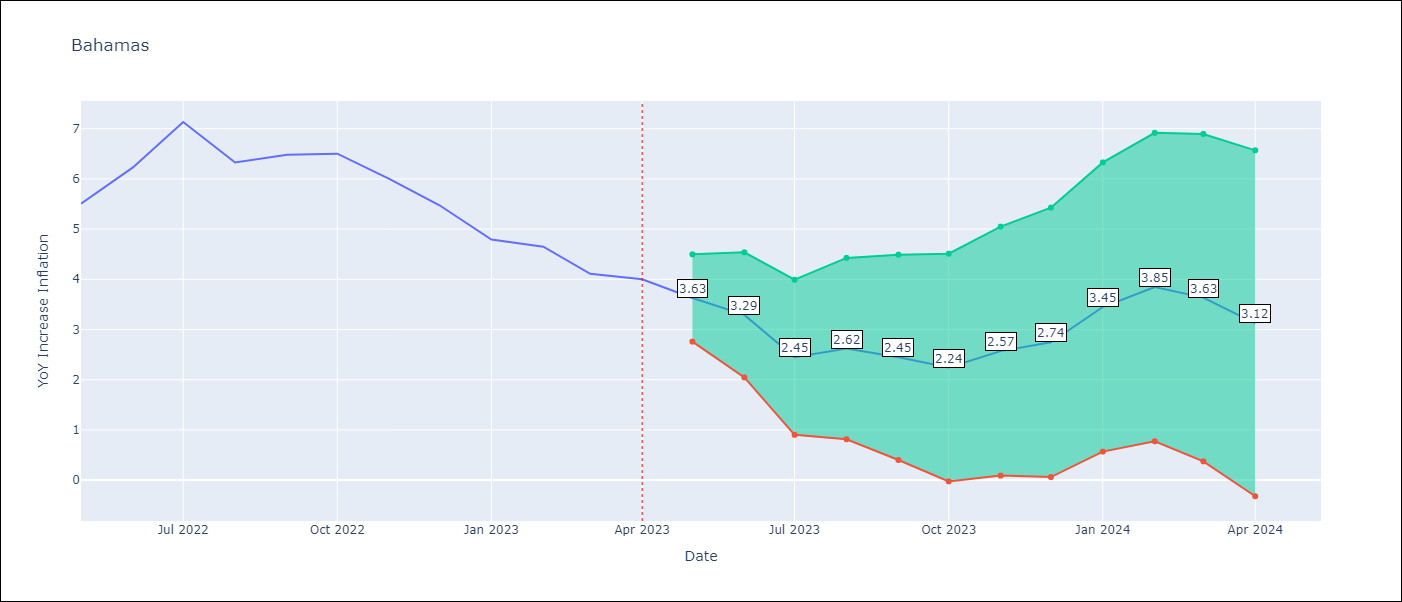 Bahamas
YoY Increase Inflation
7
6
5
4
3
2
1
0
3.63
3.29
2.45
2.62
2.45
2.24
2.57
2.74
3.45
3.85
3.63
3.12
Jul 2022
Oct 2022
Jan 2023
Apr 2023
Jul 2023
Oct 2023
Jan 2024
Apr 2024
Date